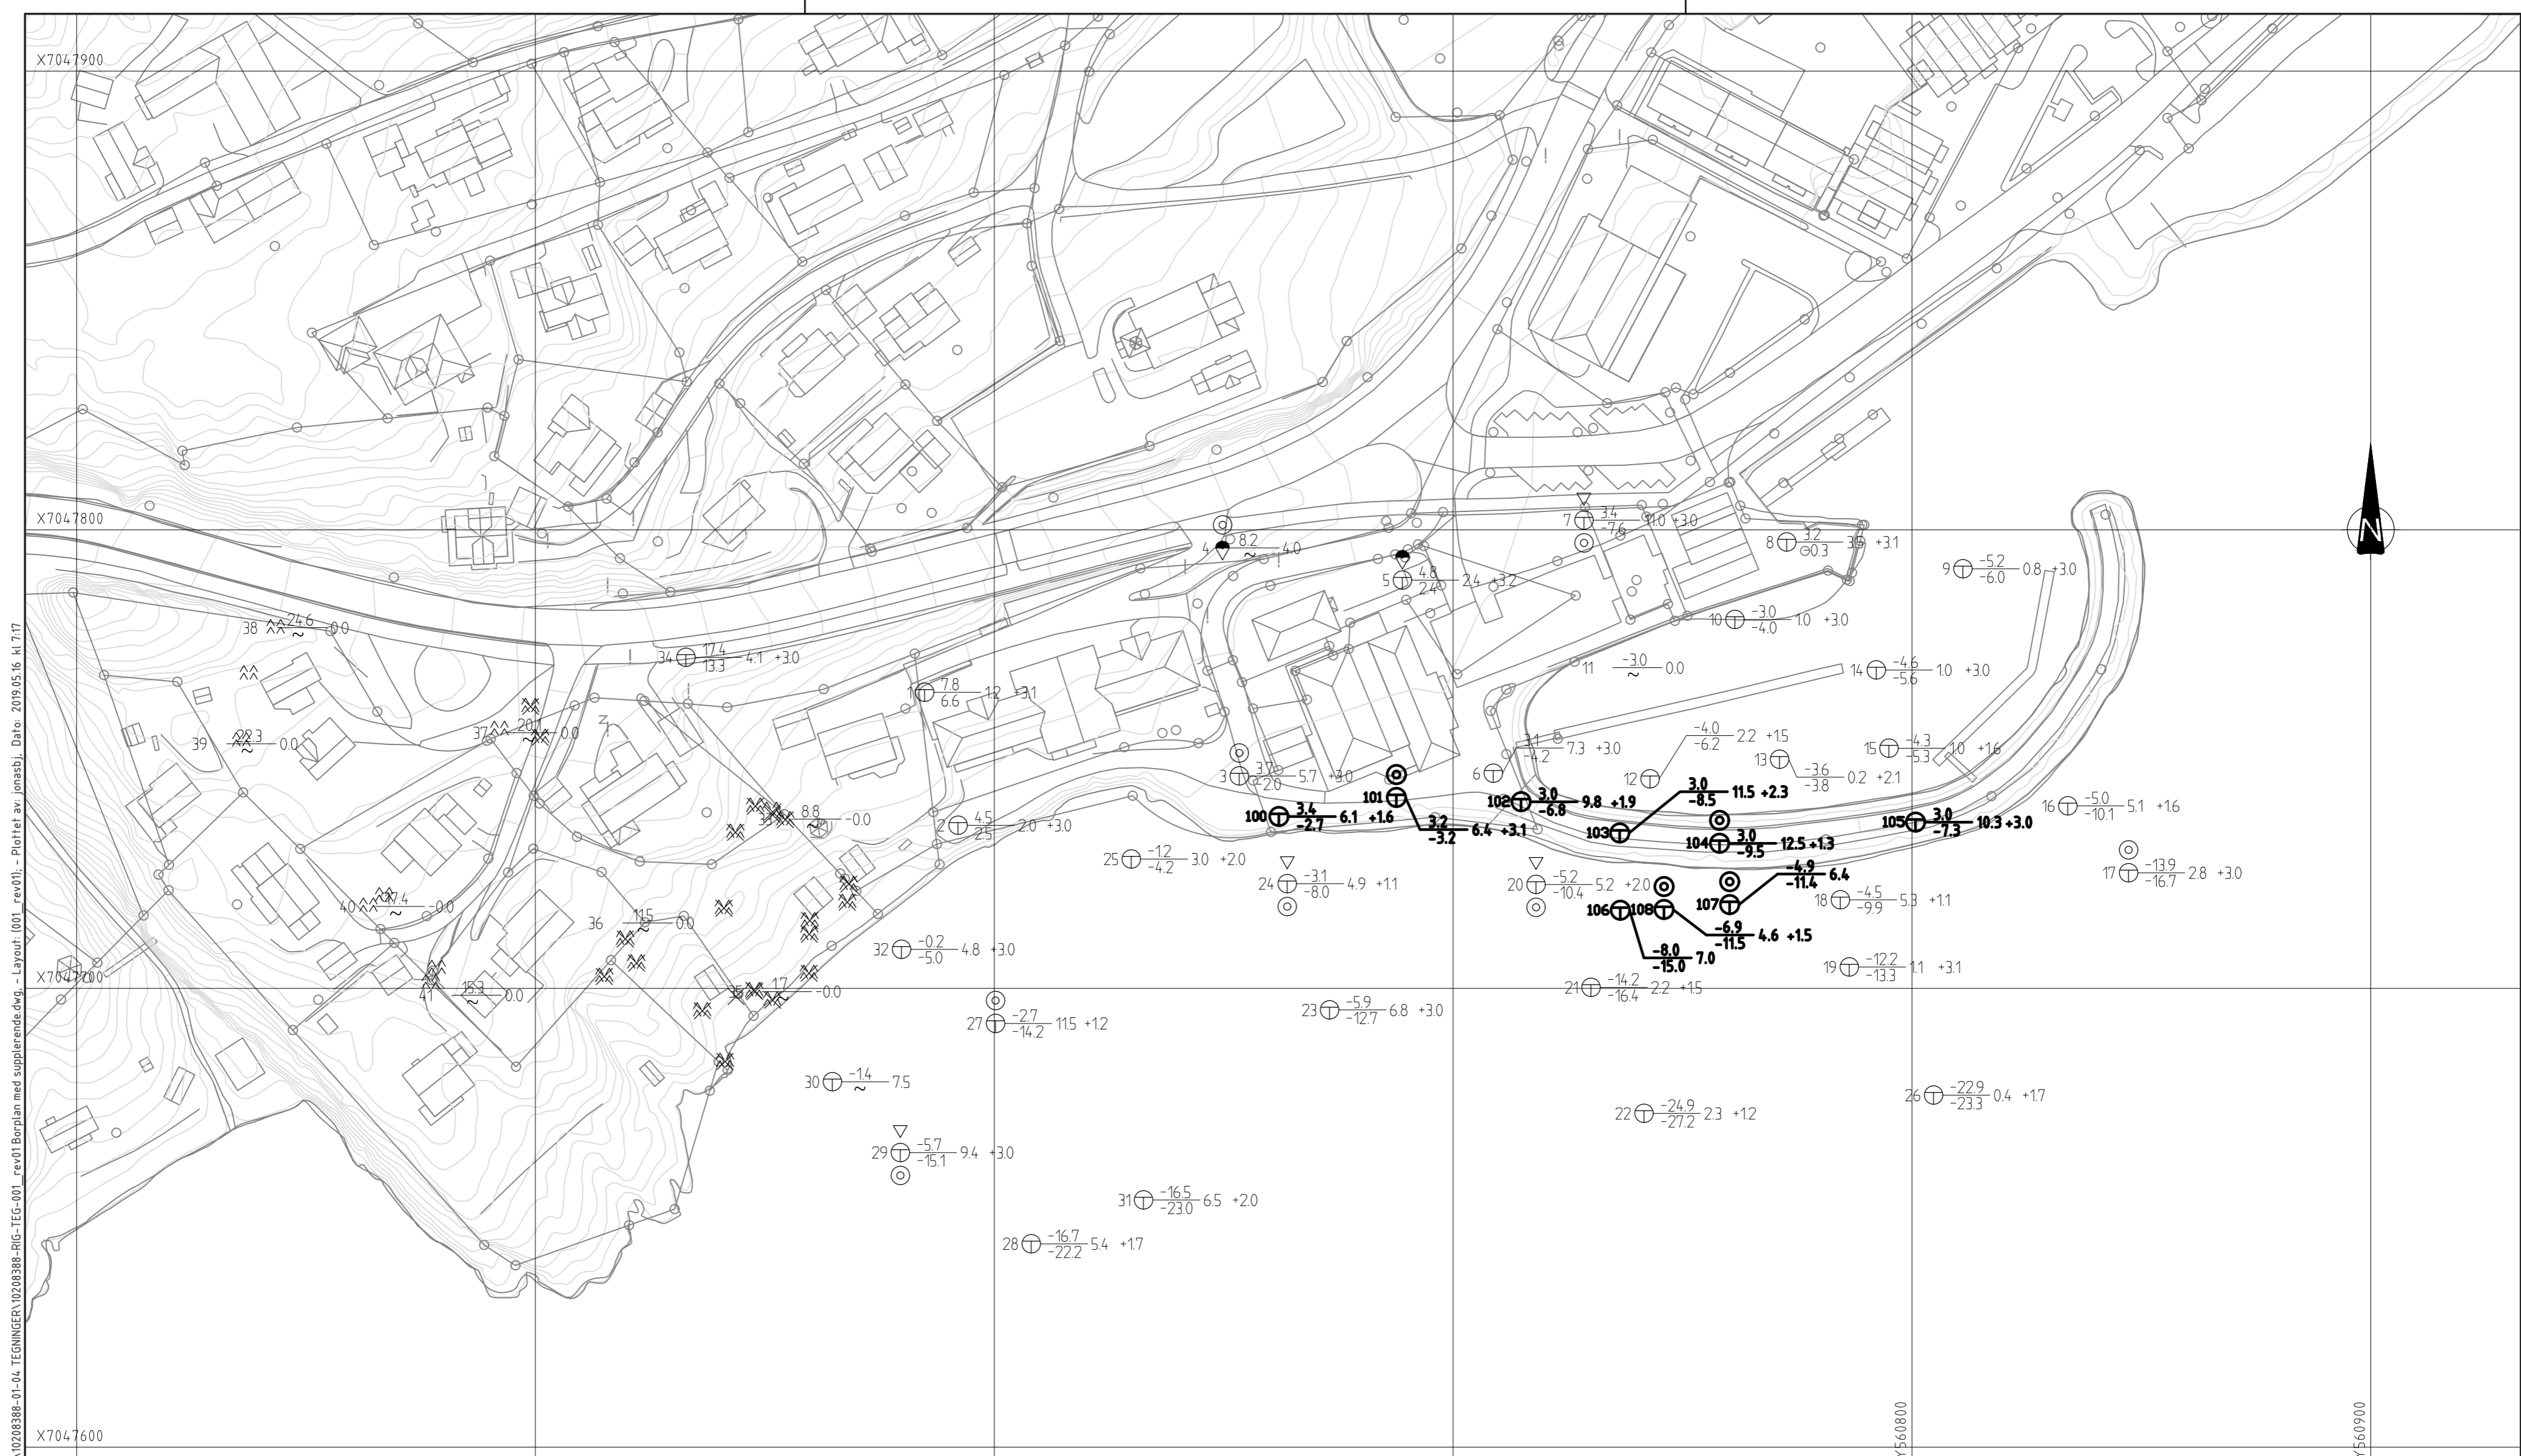 X7047900
X7047800
X7047700
X7047600
Y560800
Y560900
N
\10208388-01-04 TEGNINGER\10208388-RIG-TEG-001_rev01 Borplan med supplerende.dwg, - Layout: (001_rev01); - Plottet av: jonasbj, Dato: 2019.05.16 kl 7:17
7 3.4 -7.6 11.0 +3.0
4 8.2 ~ 4.0
8 3.2 -0.3 +3.1
5 4.8 2.4 2.4 +3.2
9 -5.2 -6.0 0.8 +3.0
10 -3.0 -4.0 1.0 +3.0
38 24.6 ~ 0.0
34 17.4 13.3 4.1 +3.0
11 -3.0 ~ 0.0
14 -4.6 -5.6 1.0 +3.0
1 7.8 6.6 1.2 +3.1
37 ~ 0.0
39 22.3 ~ 0.0
12 -4.0 -6.2 2.2 +1.5
6 3.1 -4.2 7.3 +3.0
15 -4.3 -5.3 1.0 +1.6
13 -3.6 -3.8 0.2 +2.1
3 3.7 -2.0 5.7 +3.0
101 3.2 -3.2 6.4 +3.1
102 3.0 -6.8 9.8 +1.9
103 3.0 -8.5 11.5 +2.3
16 -5.0 -10.1 5.1 +1.6
100 3.4 -2.7 6.1 +1.6
33 8.8 ~ -0.0
2 4.5 2.5 2.0 +3.0
105 3.0 -7.3 10.3 +3.0
104 3.0 -9.5 12.5 +1.3
25 -1.2 -4.2 3.0 +2.0
17 -13.9 -16.7 2.8 +3.0
24 -3.1 -8.0 4.9 +1.1
20 -5.2 -10.4 5.2 +2.0
107 -4.9 -11.4 6.4
18 -4.5 -9.9 5.3 +1.1
40 17.4 ~ -0.0
106 -8.0 -15.0 7.0
108 -6.9 -11.5 4.6 +1.5
36 11.5 ~ 0.0
32 -0.2 -5.0 4.8 +3.0
19 -12.2 -13.3 1.1 +3.1
21 -14.2 -16.4 2.2 +1.5
35 1.7 ~ -0.0
41 15.3 ~ 0.0
23 -5.9 -12.7 6.8 +3.0
27 -2.7 -14.2 11.5 +1.2
30 -1.4 ~ 7.5
26 -22.9 -23.3 0.4 +1.7
22 -24.9 -27.2 2.3 +1.2
29 -5.7 -15.1 9.4 +3.0
31 -16.5 -23.0 6.5 +2.0
28 -16.7 -22.2 5.4 +1.7